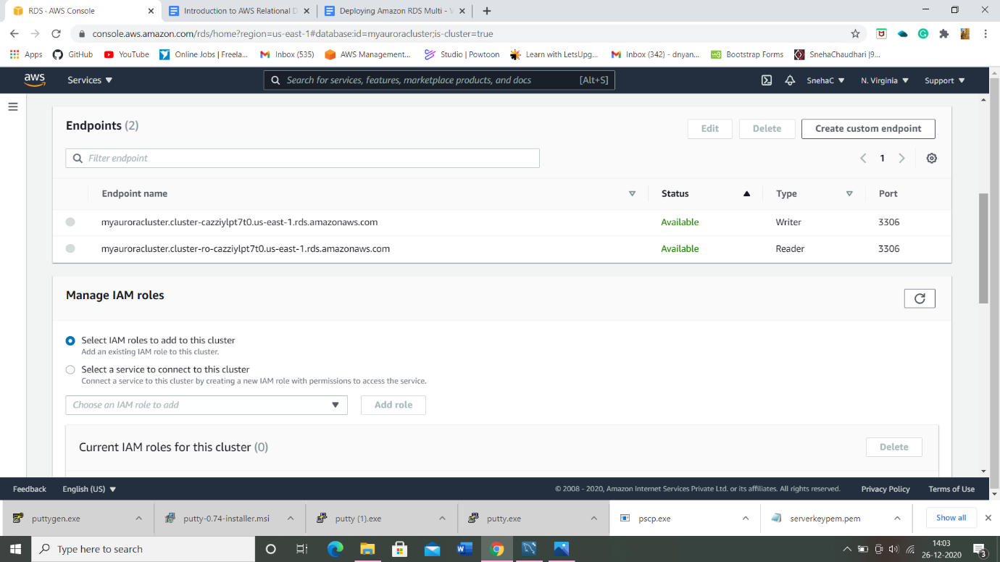 RDS · AWS Console
Introduction to AWS Relational D
Deploying Amazon RDS Multi - V
console.aws.amazon.com/rds/home?region=us-east-1#database:id=myauroracluster;is-cluster=true
Apps
GitHub
YouTube
Online Jobs | Freela...
Inbox (535)
AWS Management...
Studio | Powtoon
Learn with LetsUpg...
Inbox (342) - dnyan...
Bootstrap Forms
SnehaChaudhari |9...
aws
Services
Search for services, features, marketplace products, and docs
[Alt+S]
SnehaC
N. Virginia
Support
Endpoints (2)
Edit
Delete
Create custom endpoint
Filter endpoint
1
Endpoint name
Status
Type
Port
myauroracluster.cluster-cazziylpt7t0.us-east-1.rds.amazonaws.com
Available
Writer
3306
myauroracluster.cluster-ro-cazziylpt7t0.us-east-1.rds.amazonaws.com
Available
Reader
3306
Manage IAM roles
Select IAM roles to add to this cluster
Add an existing IAM role to this cluster.
Select a service to connect to this cluster
Connect a service to this cluster by creating a new IAM role with permissions to access the service.
Choose an IAM role to add
Add role
Current IAM roles for this cluster (0)
Delete
Feedback
English (US)
© 2008 - 2020, Amazon Internet Services Private Ltd. or its affiliates. All rights reserved.
Privacy Policy
Terms of Use
puttygen.exe
putty-0.74-installer.msi
putty (1).exe
putty.exe
pscp.exe
serverkeypem.pem
Show all
Type here to search
14:03
26-12-2020
3